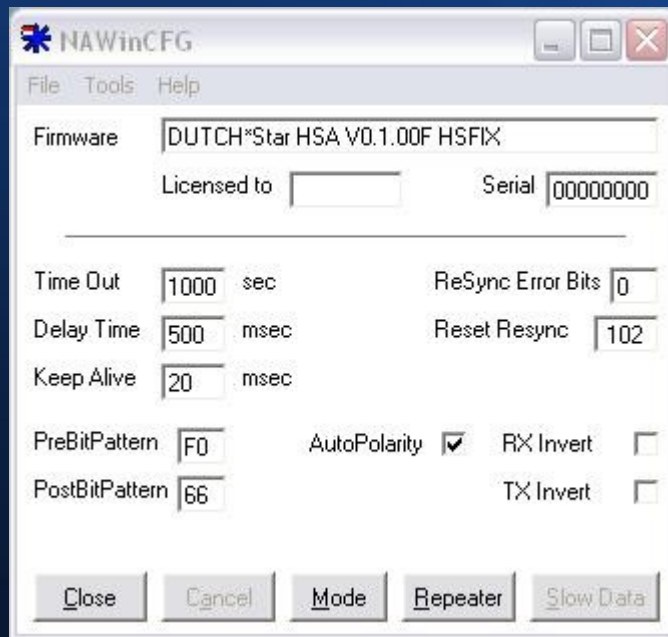 NAWinCFG
File Tools Help
Firmware DUTCH*Star HSA V0.1.00F HSFIX
Licensed to Serial 00000000
Time Out 1000 sec ReSync Error Bits 0
Delay Time 500 msec Reset Resync 102
Keep Alive 20 msec
PreBitPattern F0 AutoPolarity RX Invert
PostBitPattern 66 TX Invert
Close Cancel Mode Repeater Slow Data